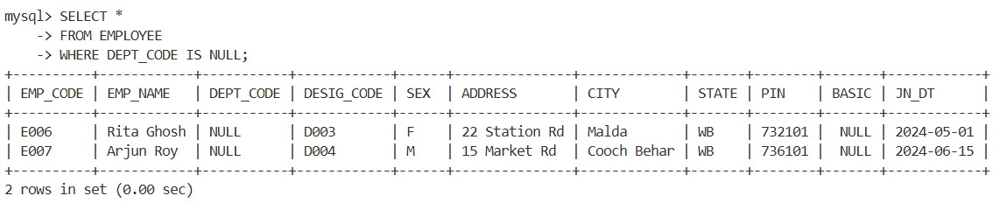 mysql> SELECT *
    -> FROM EMPLOYEE
    -> WHERE DEPT_CODE IS NULL;
+----------+------------+-----------+------------+------+---------------+-------------+-------+--------+-------+------------+
| EMP_CODE | EMP_NAME   | DEPT_CODE | DESIG_CODE | SEX  | ADDRESS       | CITY        | STATE | PIN    | BASIC | JN_DT      |
+----------+------------+-----------+------------+------+---------------+-------------+-------+--------+-------+------------+
| E006     | Rita Ghosh | NULL      | D003       | F    | 22 Station Rd | Malda       | WB    | 732101 |  NULL | 2024-05-01 |
| E007     | Arjun Roy  | NULL      | D004       | M    | 15 Market Rd  | Cooch Behar | WB    | 736101 |  NULL | 2024-06-15 |
+----------+------------+-----------+------------+------+---------------+-------------+-------+--------+-------+------------+
2 rows in set (0.00 sec)